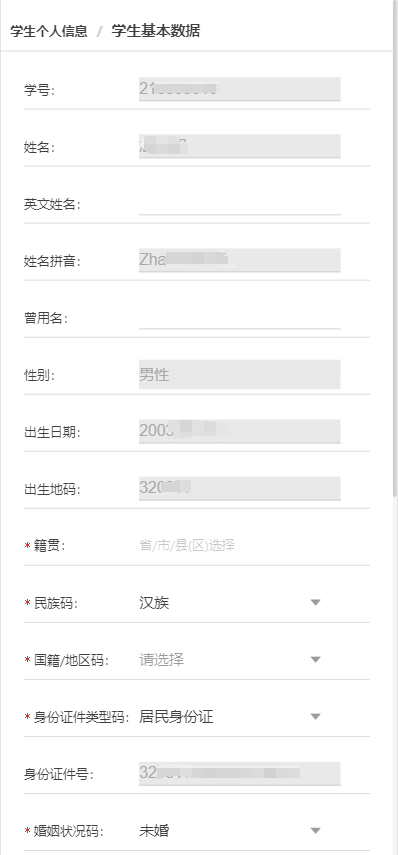 学生个人信息 / 学生基本数据
学号:
姓名:
英文姓名:
姓名拼音: Zha
曾用名:
性别: 男性
出生日期: 2003
出生地码: 320
* 籍贯: 省/市/县(区)选择
* 民族码: 汉族
* 国籍/地区码: 请选择
* 身份证件类型码: 居民身份证
身份证件号: 32
* 婚姻状况码: 未婚